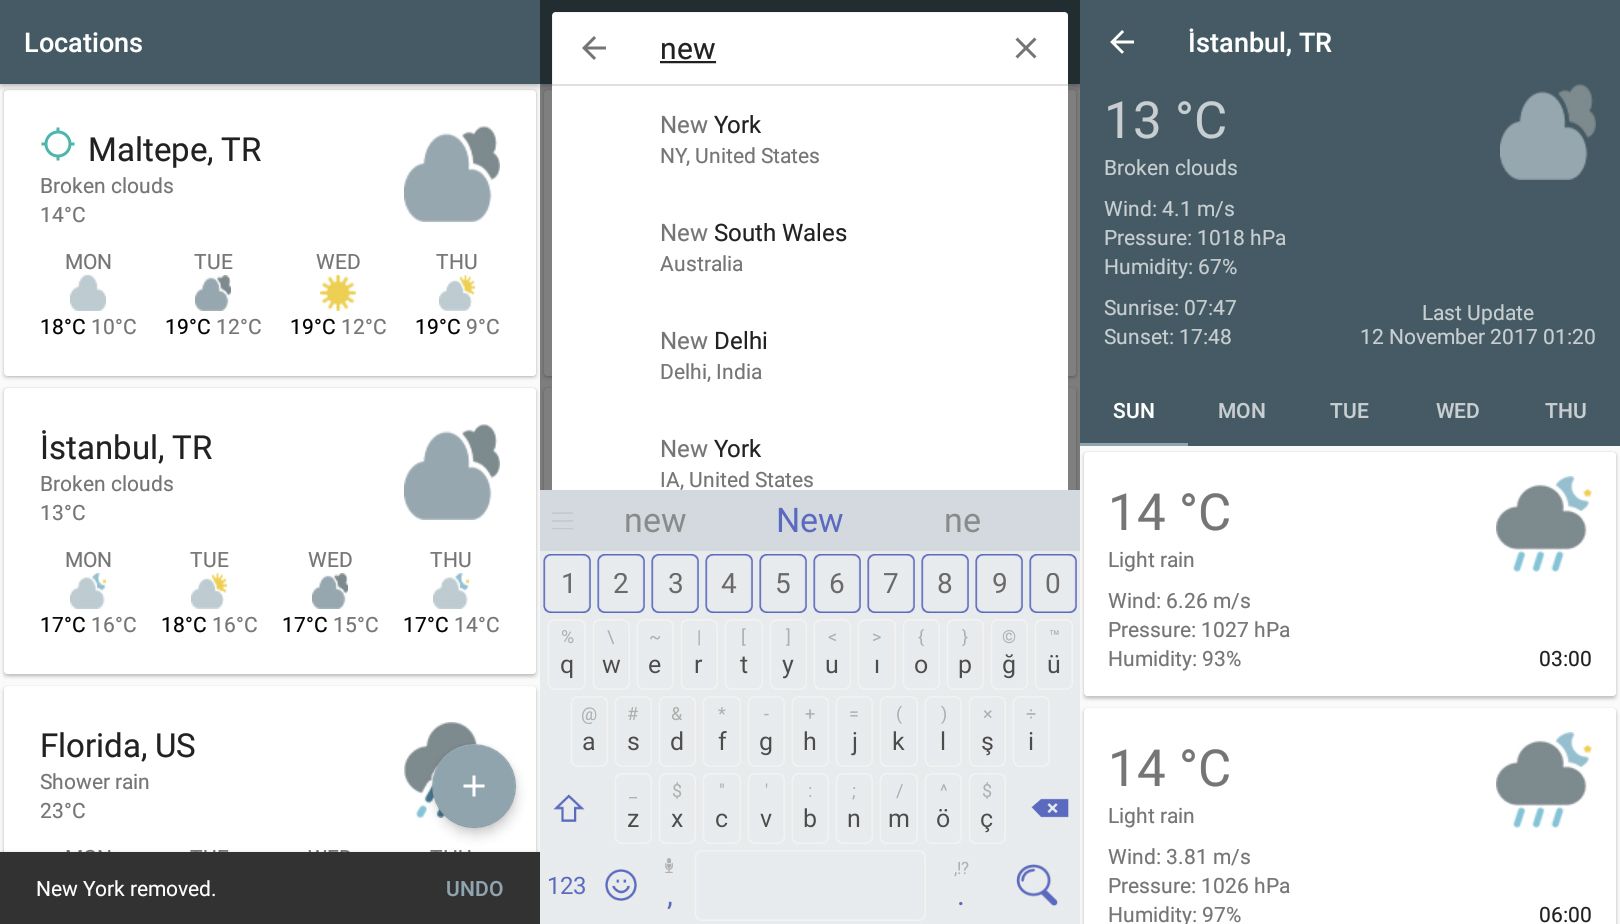 Locations
Maltepe, TR
Broken clouds
14°C
MON TUE WED THU
18°C 10°C 19°C 12°C 19°C 12°C 19°C 9°C
İstanbul, TR
Broken clouds
13°C
MON TUE WED THU
17°C 16°C 18°C 16°C 17°C 15°C 17°C 14°C
Florida, US
Shower rain
23°C
MON TUE WED THU
New York removed. UNDO
new
New York
NY, United States
New South Wales
Australia
New Delhi
Delhi, India
New York
IA, United States
new New ne
1 2 3 4 5 6 7 8 9 0
% \ ~ | [ ] < > { } © ™
q w e r t y u ı o p ğ ü
@ # & * - + = ( ) × ÷
a s d f g h j k l ş i
_ $ " ' : ; / ^ $
z x c v b n m ö ç
,!?
123 , .
İstanbul, TR
13 °C
Broken clouds
Wind: 4.1 m/s
Pressure: 1018 hPa
Humidity: 67%
Sunrise: 07:47
Sunset: 17:48
Last Update
12 November 2017 01:20
SUN MON TUE WED THU
14 °C
Light rain
Wind: 6.26 m/s
Pressure: 1027 hPa
Humidity: 93% 03:00
14 °C
Light rain
Wind: 3.81 m/s
Pressure: 1026 hPa
Humidity: 97% 06:00